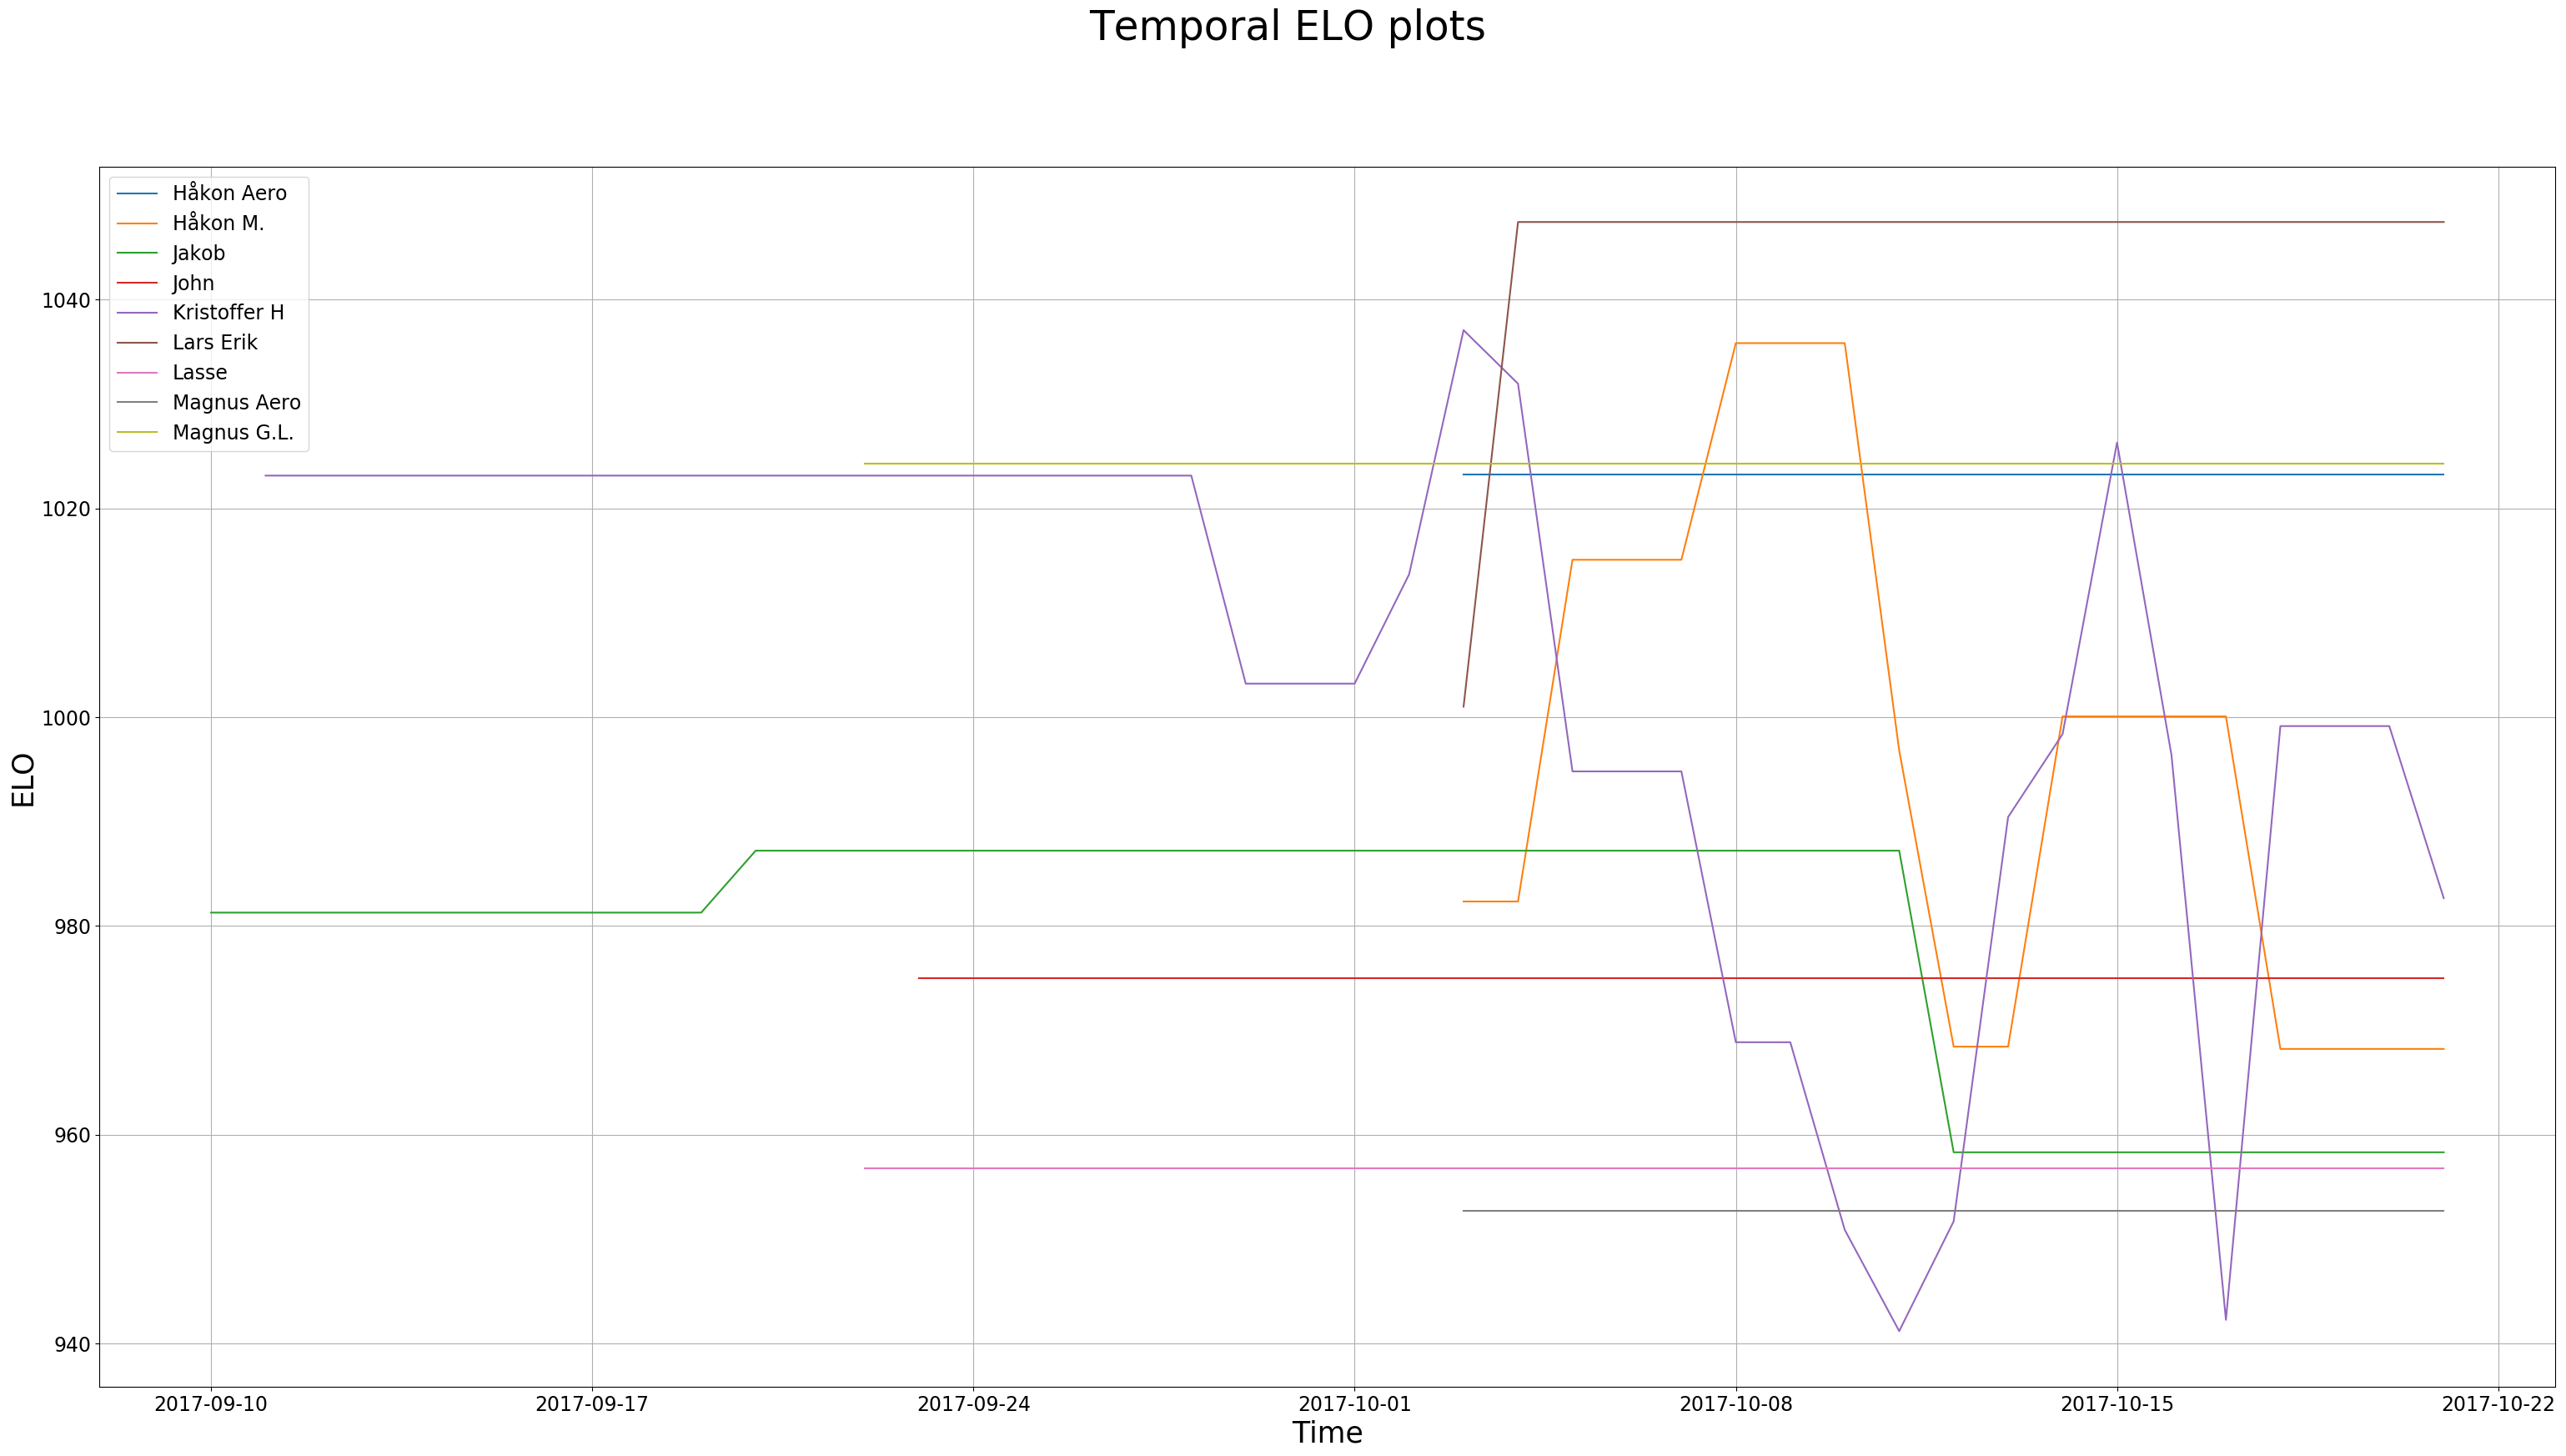 Temporal ELO plots
Håkon Aero
Håkon M.
Jakob
John
Kristoffer H
Lars Erik
Lasse
Magnus Aero
Magnus G.L.
1040
1020
1000
980
960
940
ELO
2017-09-10 2017-09-17 2017-09-24 2017-10-01 2017-10-08 2017-10-15 2017-10-22
Time